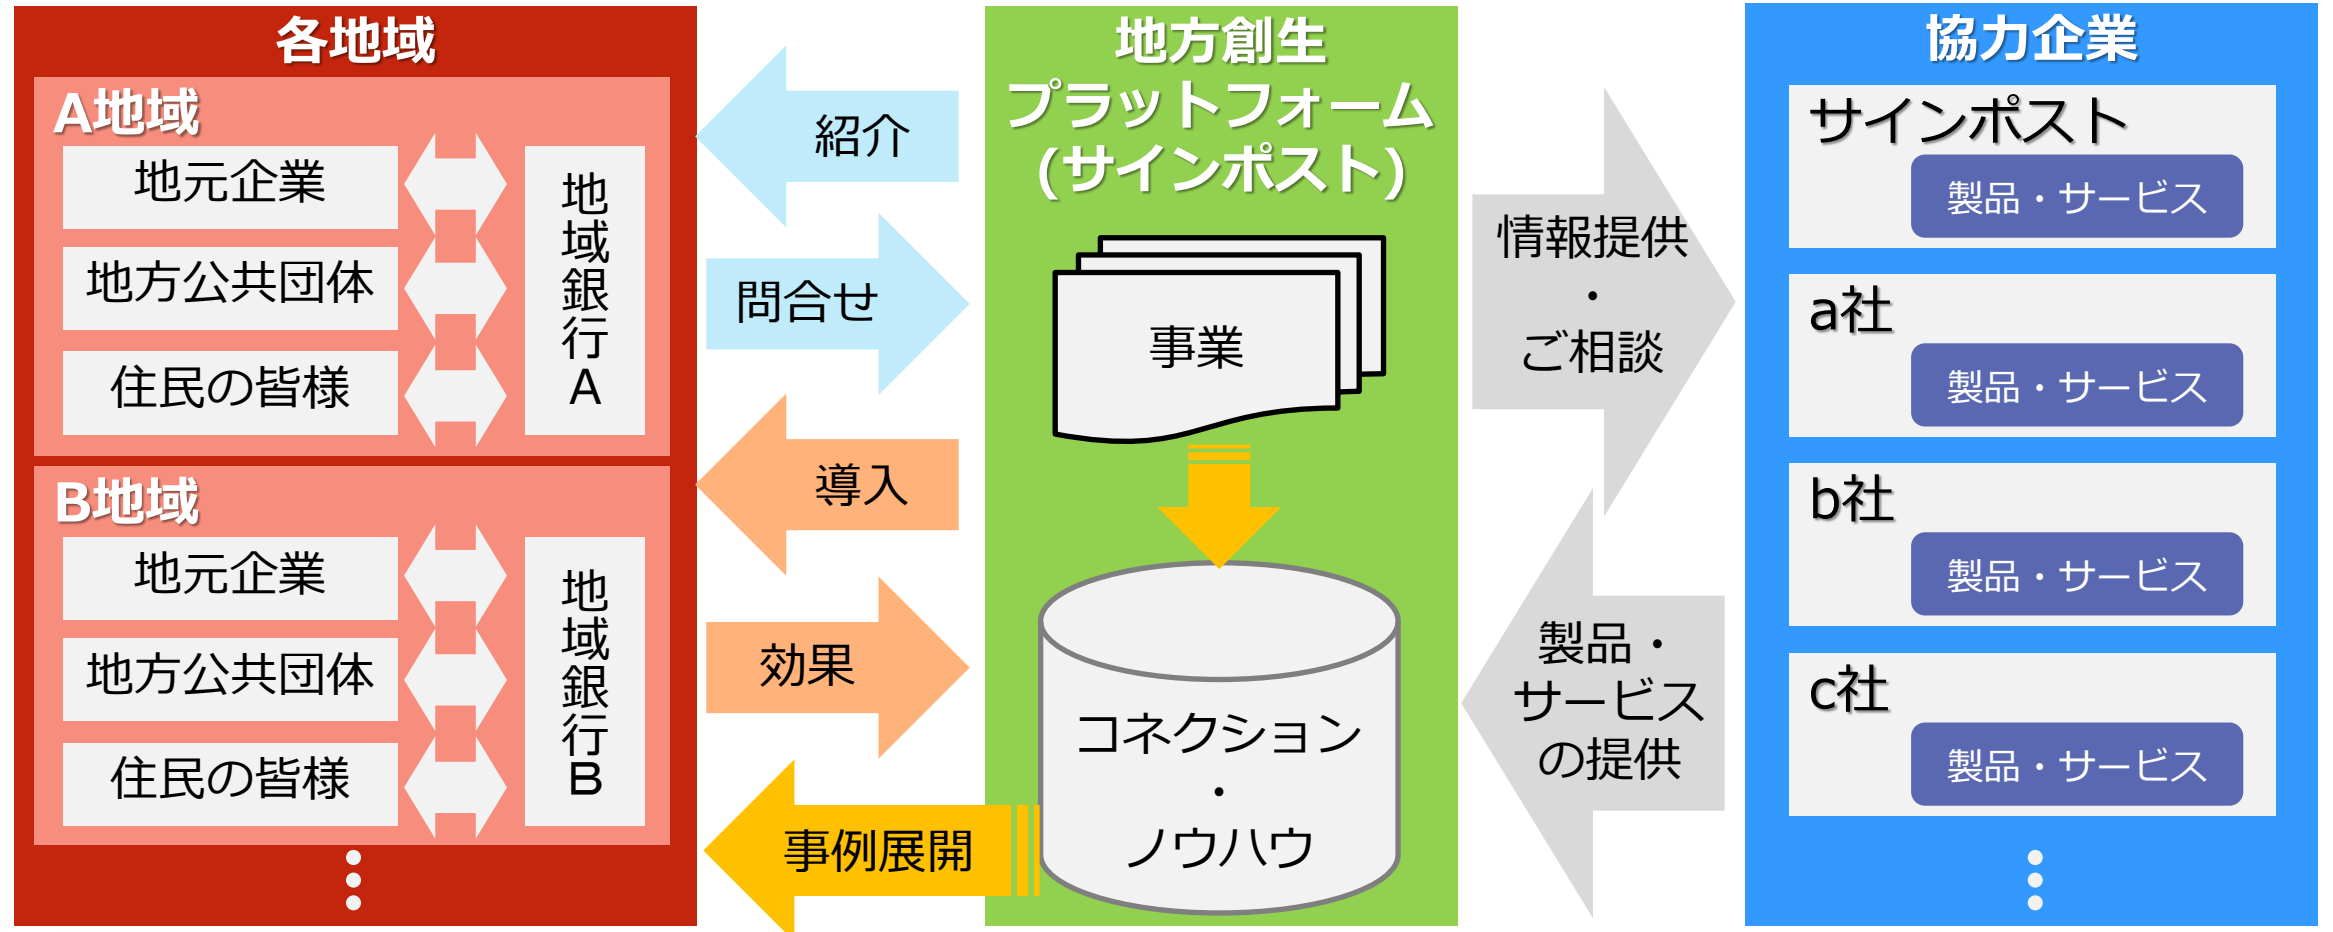 各地域
A地域
地元企業
地方公共団体
住民の皆様
地域銀行A
B地域
地元企業
地方公共団体
住民の皆様
地域銀行B
紹介
問合せ
導入
効果
事例展開
地方創生
プラットフォーム
(サインポスト)
事業
コネクション
・
ノウハウ
情報提供
・
ご相談
製品・
サービス
の提供
協力企業
サインポスト
製品・サービス
a社
製品・サービス
b社
製品・サービス
c社
製品・サービス